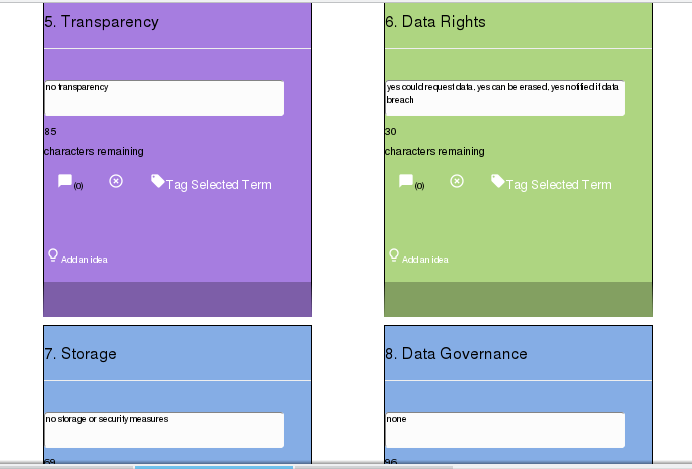 5. Transparency
no transparency
85
characters remaining
(0)
Tag Selected Term
Add an idea
6. Data Rights
yes could request data, yes can be erased, yes notified if data
breach
30
characters remaining
(0)
Tag Selected Term
Add an idea
7. Storage
no storage or security measures
69
8. Data Governance
none
96